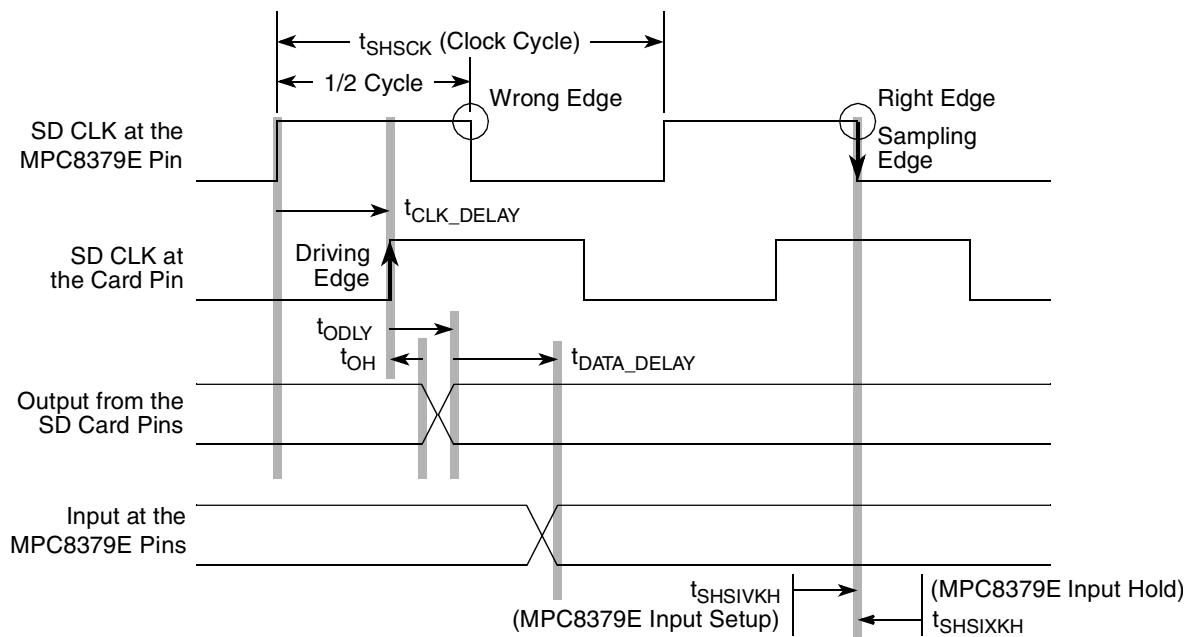 tSHSCK (Clock Cycle)
1/2 Cycle
Wrong Edge
Right Edge
SD CLK at the
MPC8379E Pin
Sampling
Edge
tCLK_DELAY
SD CLK at
the Card Pin
Driving
Edge
tODLY
tOH
tDATA_DELAY
Output from the
SD Card Pins
Input at the
MPC8379E Pins
tSHSIVKH
(MPC8379E Input Setup)
(MPC8379E Input Hold)
tSHSIXKH